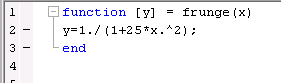 1 function [y] = frunge(x)
2 – y=1./(1+25*x.^2);
3 – end
4